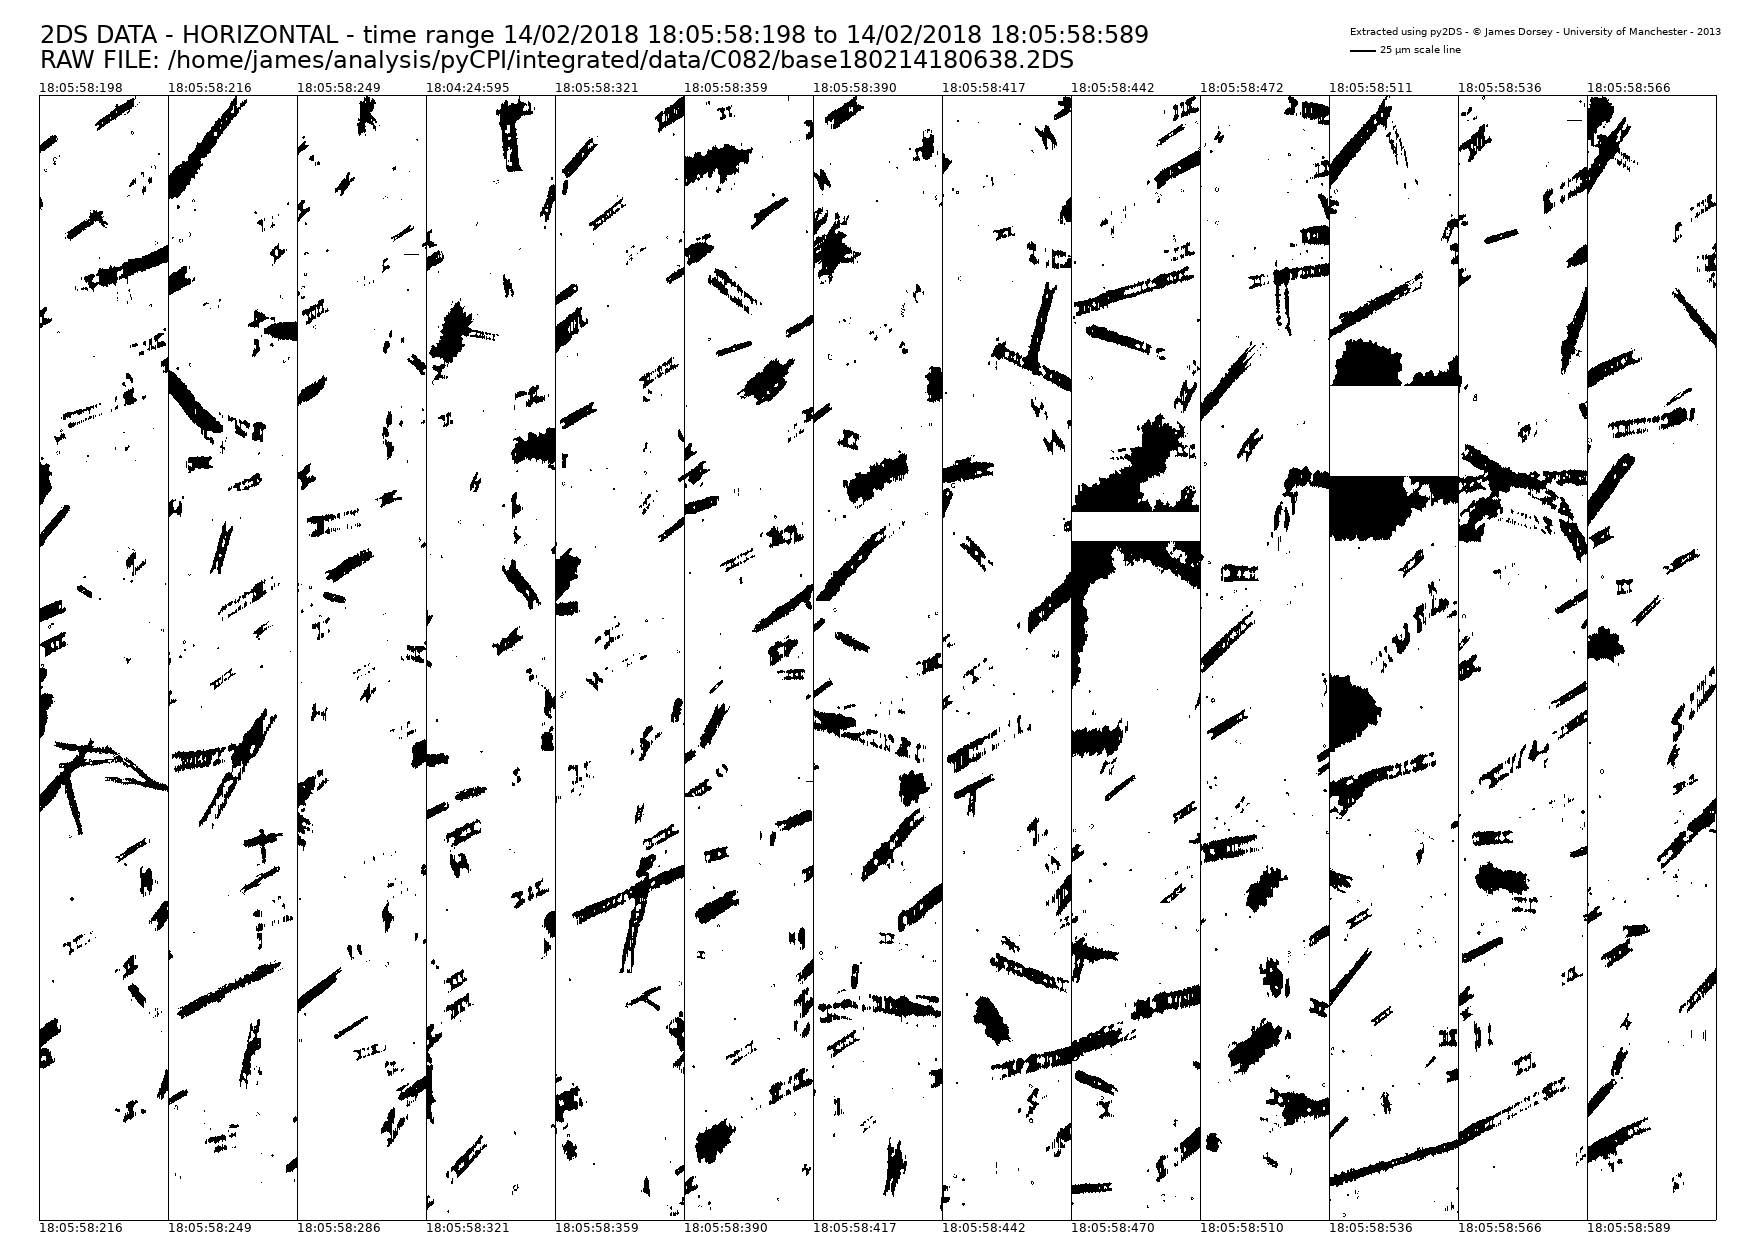 2DS DATA - HORIZONTAL - time range 14/02/2018 18:05:58:198 to 14/02/2018 18:05:58:589
RAW FILE: /home/james/analysis/pyCPI/integrated/data/C082/base180214180638.2DS
Extracted using py2DS - © James Dorsey - University of Manchester - 2013
25 µm scale line
18:05:58:198 18:05:58:216 18:05:58:249 18:04:24:595 18:05:58:321 18:05:58:359 18:05:58:390 18:05:58:417 18:05:58:442 18:05:58:472 18:05:58:511 18:05:58:536 18:05:58:566
18:05:58:216 18:05:58:249 18:05:58:286 18:05:58:321 18:05:58:359 18:05:58:390 18:05:58:417 18:05:58:442 18:05:58:470 18:05:58:510 18:05:58:536 18:05:58:566 18:05:58:589